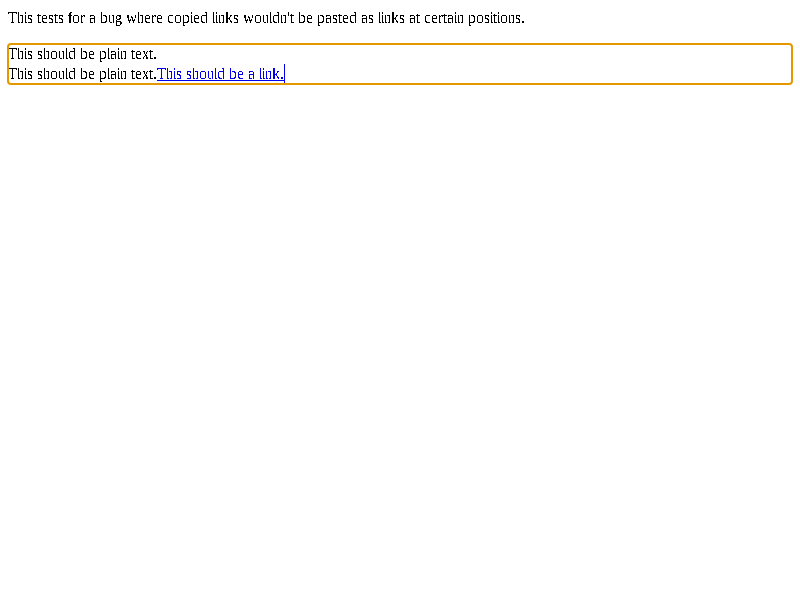 This tests for a bug where copied links wouldn't be pasted as links at certain positions.
This should be plain text.
This should be plain text.This should be a link.